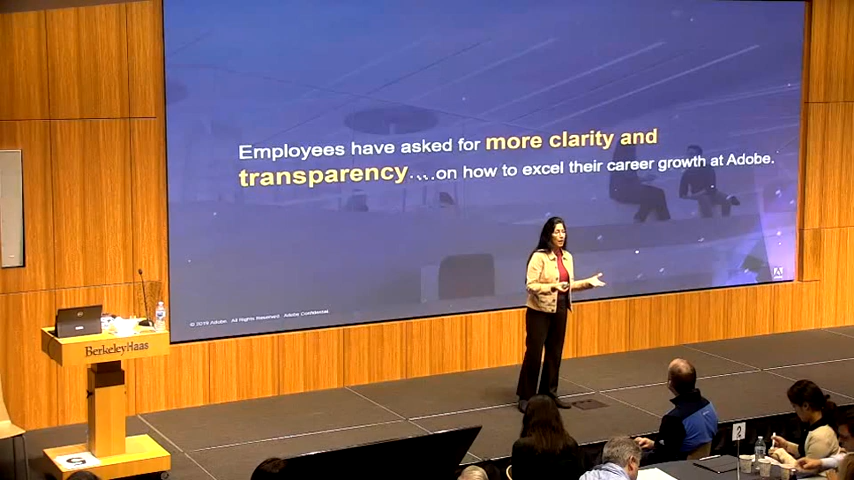 Employees have asked for more clarity and
transparency.....on how to excel their career growth at Adobe.
© 2019 Adobe. All Rights Reserved. Adobe Confidential.
BerkeleyHaas
2